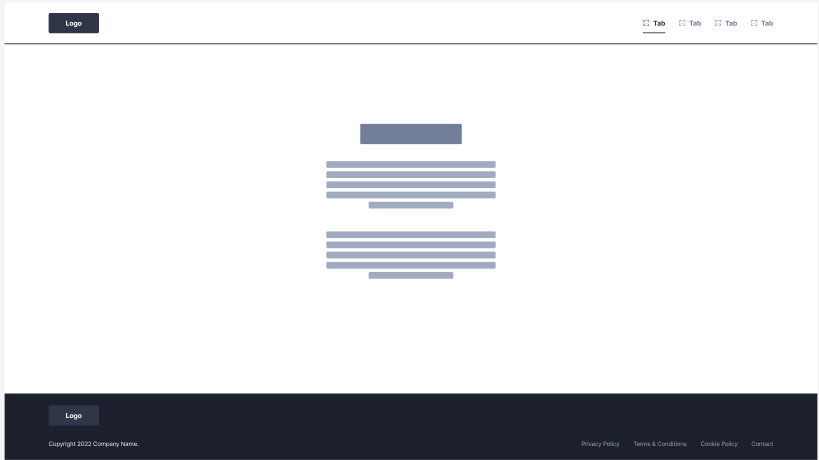 Logo
Tab Tab Tab Tab
Logo
Copyright 2022 Company Name.
Privacy Policy Terms & Conditions Cookie Policy Contact